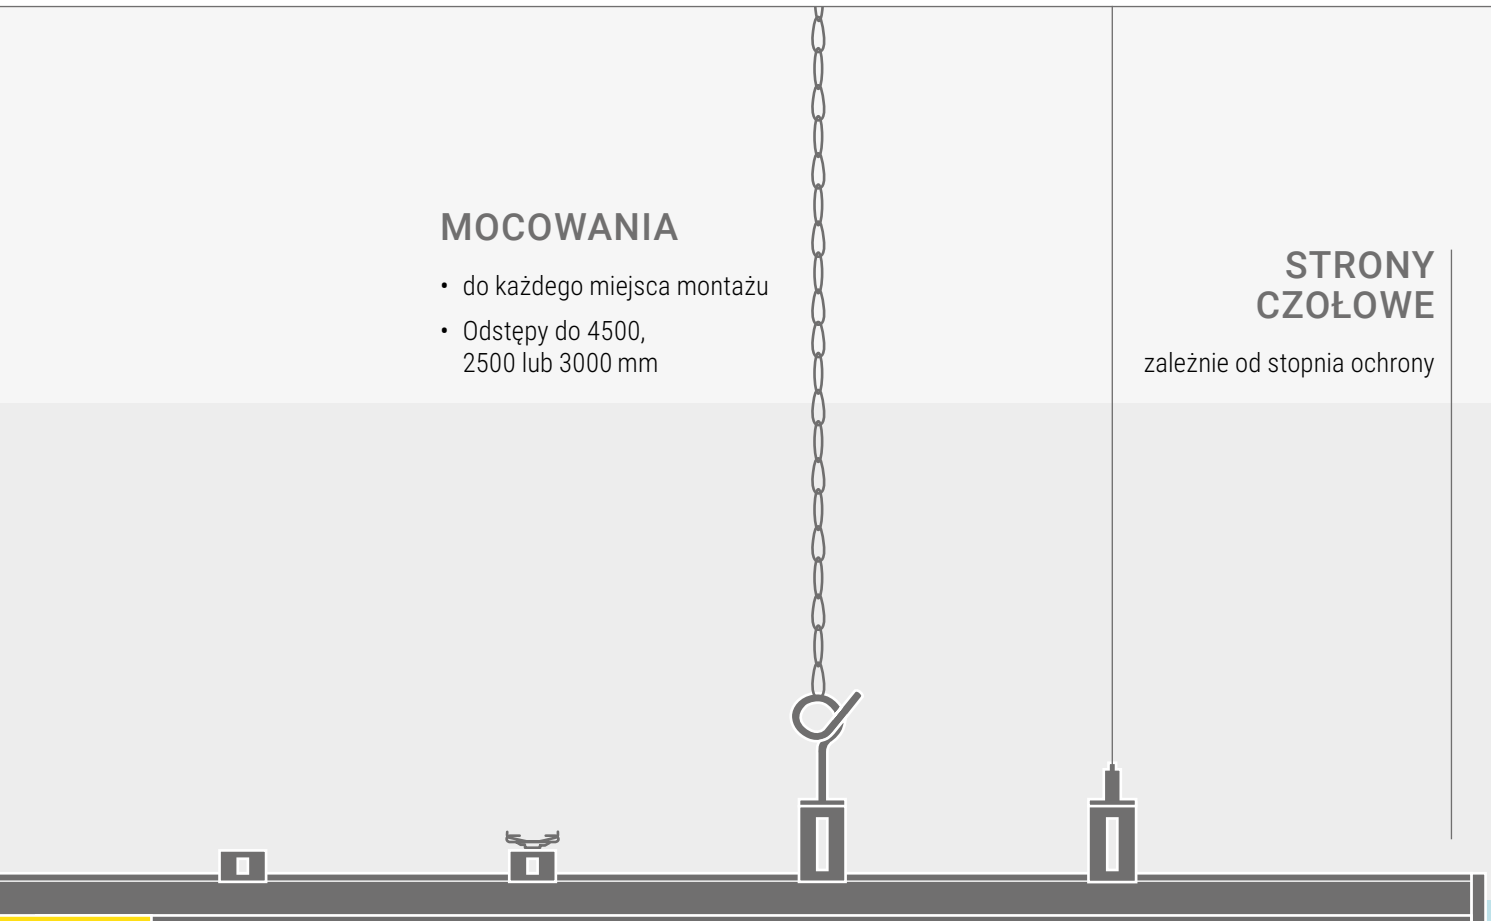 MOCOWANIA
• do każdego miejsca montażu
• Odstępy do 4500,
2500 lub 3000 mm
STRONY
CZOŁOWE
zależnie od stopnia ochrony